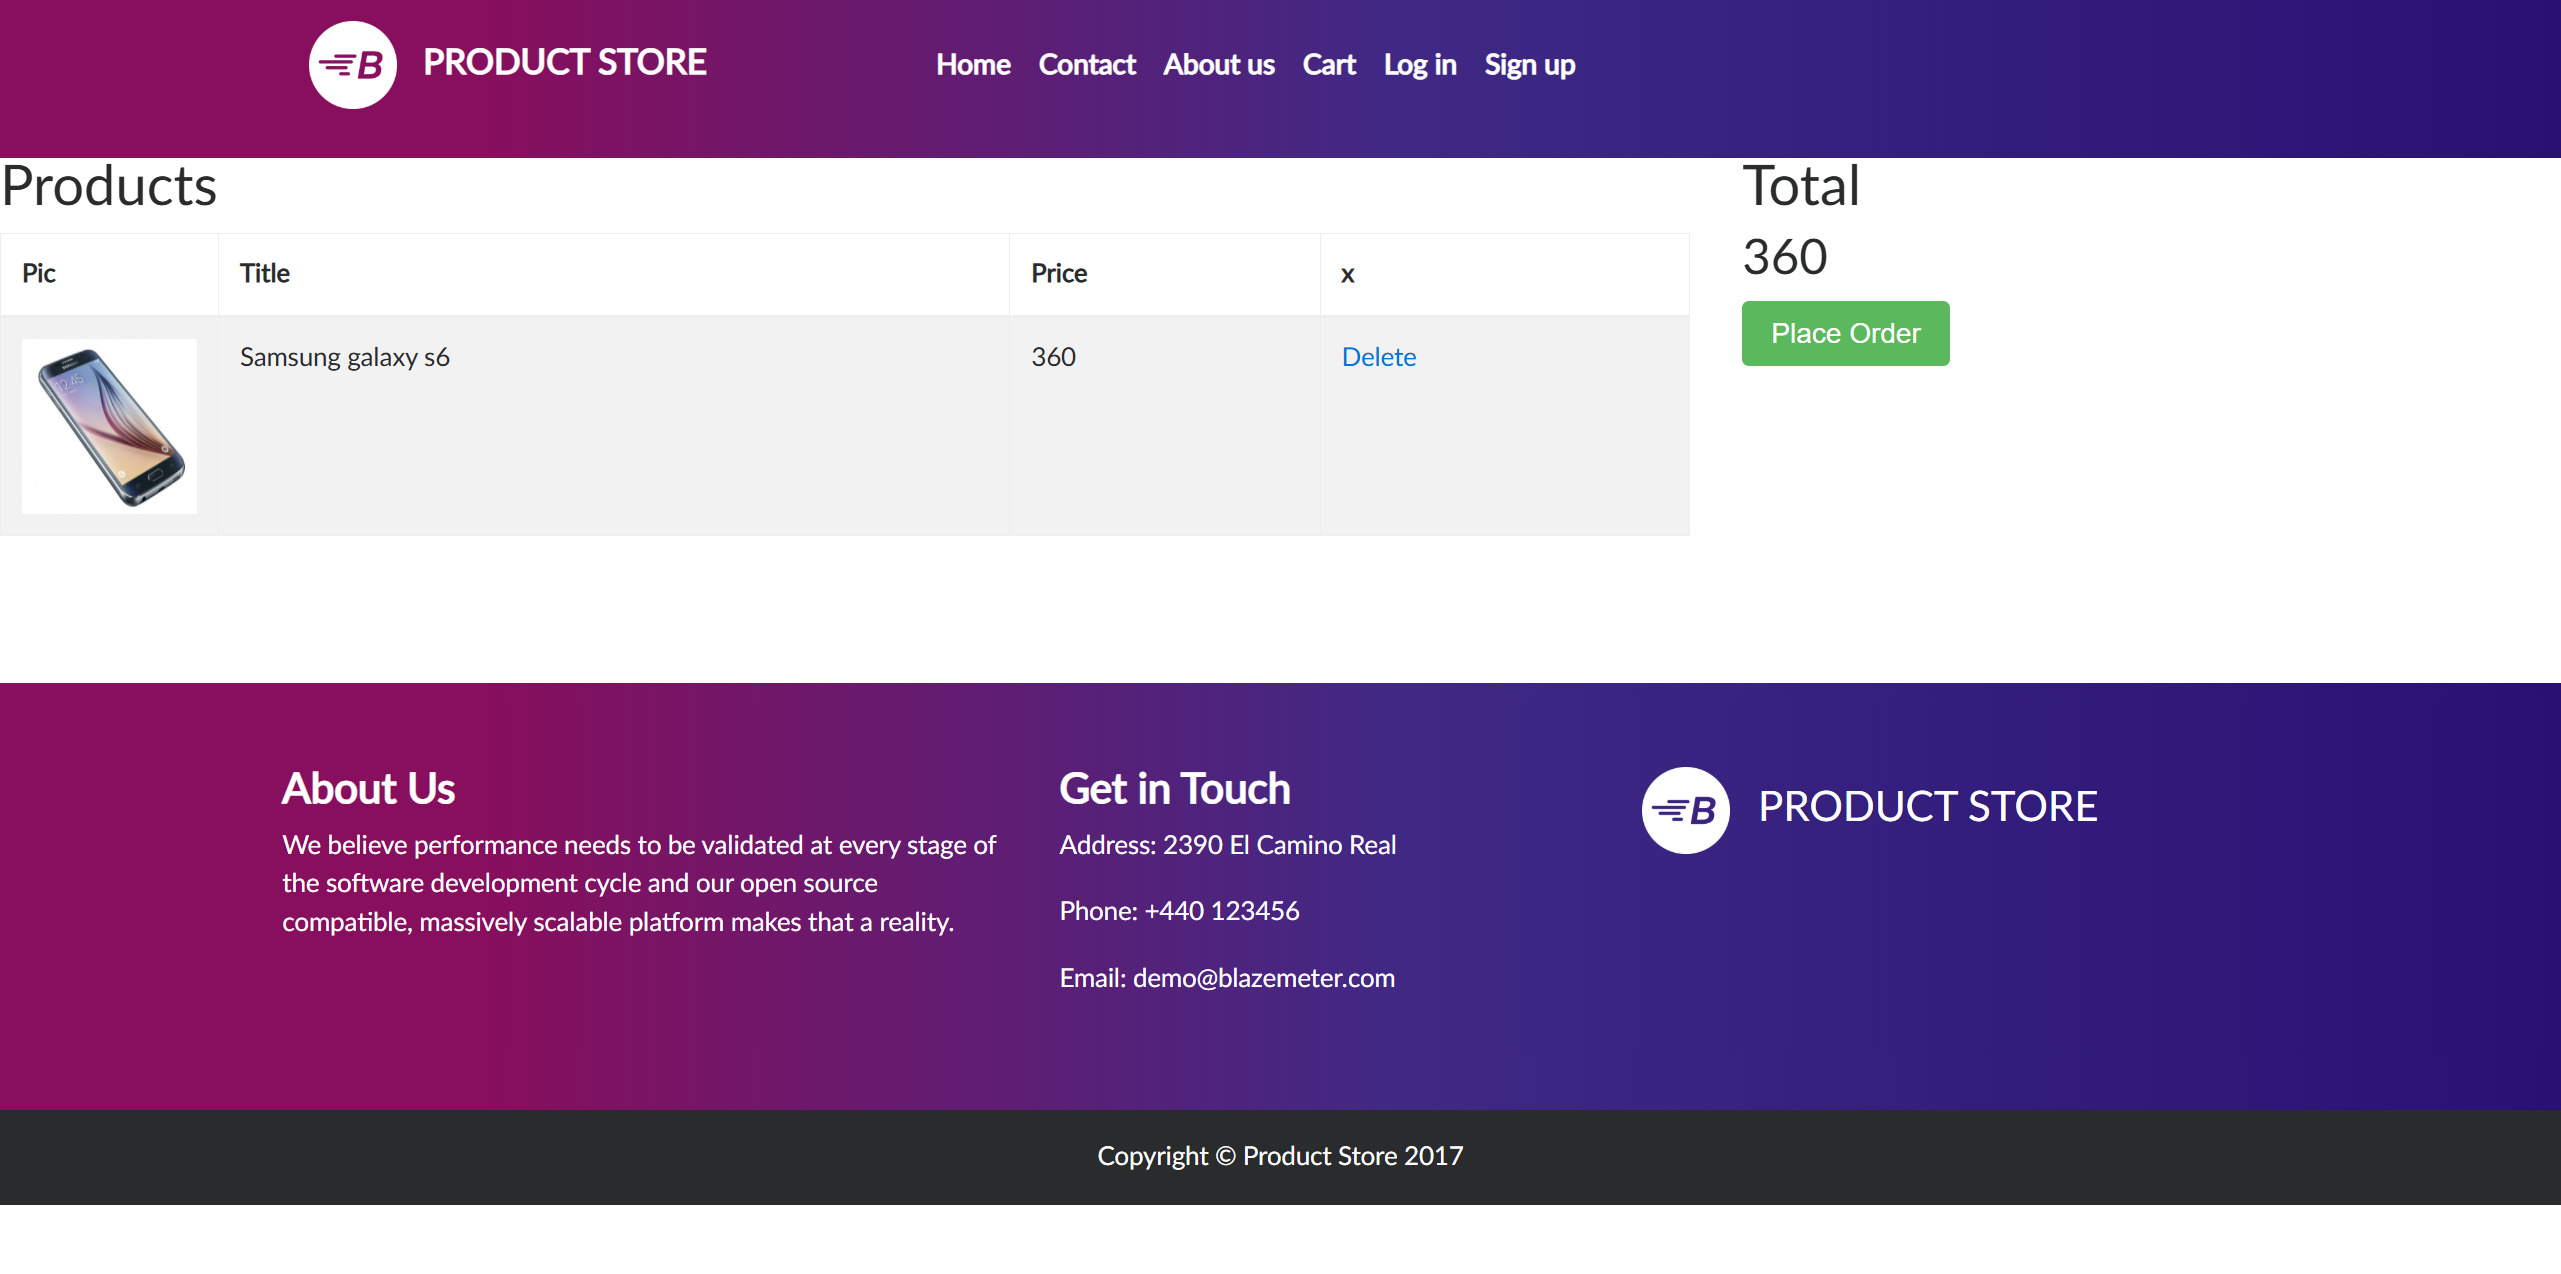 B PRODUCT STORE
Home Contact About us Cart Log in Sign up
Products
Pic Title Price x
Samsung galaxy s6 360 Delete
12:45
Total
360
Place Order
About Us
We believe performance needs to be validated at every stage of
the software development cycle and our open source
compatible, massively scalable platform makes that a reality.
Get in Touch
Address: 2390 El Camino Real
Phone: +440 123456
Email: demo@blazemeter.com
B PRODUCT STORE
Copyright © Product Store 2017